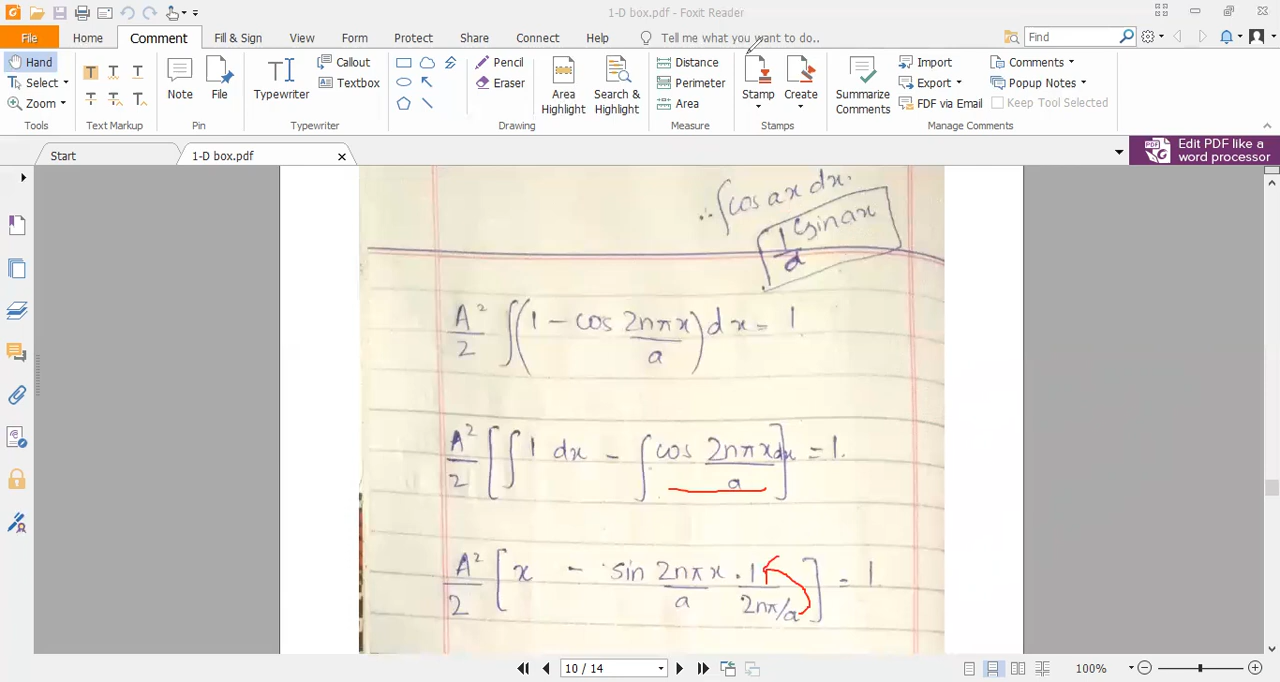 1-D box.pdf - Foxit Reader
File Home Comment Fill & Sign View Form Protect Share Connect Help Tell me what you want to do.. Find
Hand Select Zoom Tools
Text Markup
Note File Pin
Typewriter Callout Textbox Typewriter
Pencil Eraser Area Highlight Search & Highlight Drawing
Distance Perimeter Area Measure
Stamp Create Stamps
Summarize Comments Import Export FDF via Email Comments Popup Notes Keep Tool Selected Manage Comments
Start 1-D box.pdf Edit PDF like a word processor
∴ ∫cos ax dx.
1/a sin ax
A²/2 ∫(1 - cos 2nπx/a) dx = 1
A²/2 [∫ 1 dx - ∫ cos 2nπx/a dx] = 1.
A²/2 [x - sin 2nπx/a . 1/2nπ/a] = 1
10 / 14 100%